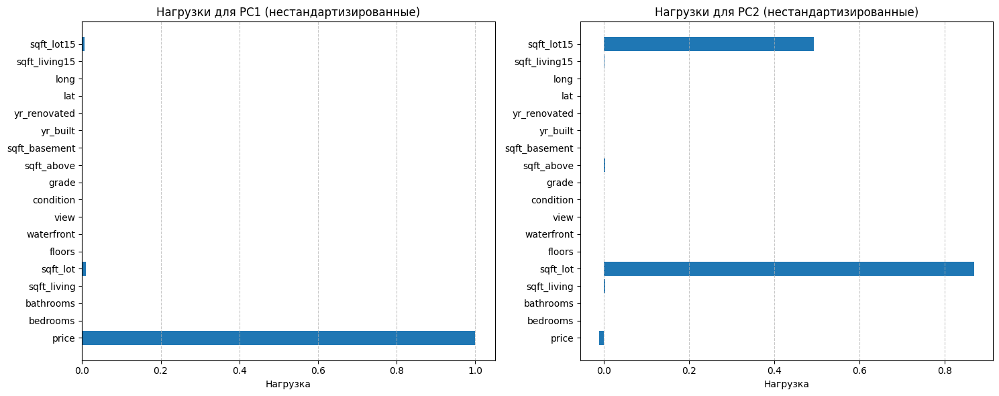 Нагрузки для PC1 (нестандартизированные)
sqft_lot15
sqft_living15
long
lat
yr_renovated
yr_built
sqft_basement
sqft_above
grade
condition
view
waterfront
floors
sqft_lot
sqft_living
bathrooms
bedrooms
price
0.0 0.2 0.4 0.6 0.8 1.0
Нагрузка
Нагрузки для PC2 (нестандартизированные)
sqft_lot15
sqft_living15
long
lat
yr_renovated
yr_built
sqft_basement
sqft_above
grade
condition
view
waterfront
floors
sqft_lot
sqft_living
bathrooms
bedrooms
price
0.0 0.2 0.4 0.6 0.8
Нагрузка